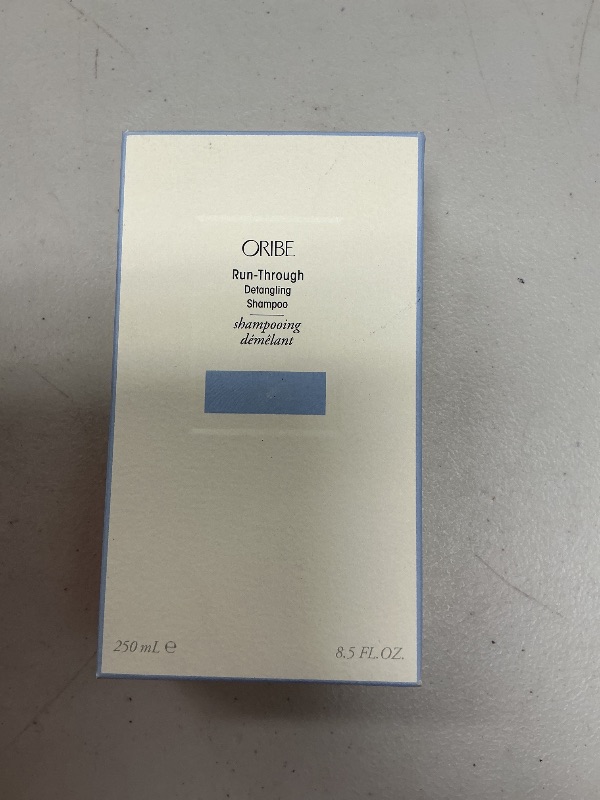 ORIBE
Run-Through
Detangling
Shampoo
shampooing
démêlant
250 mL ℮
8.5 FL.OZ.